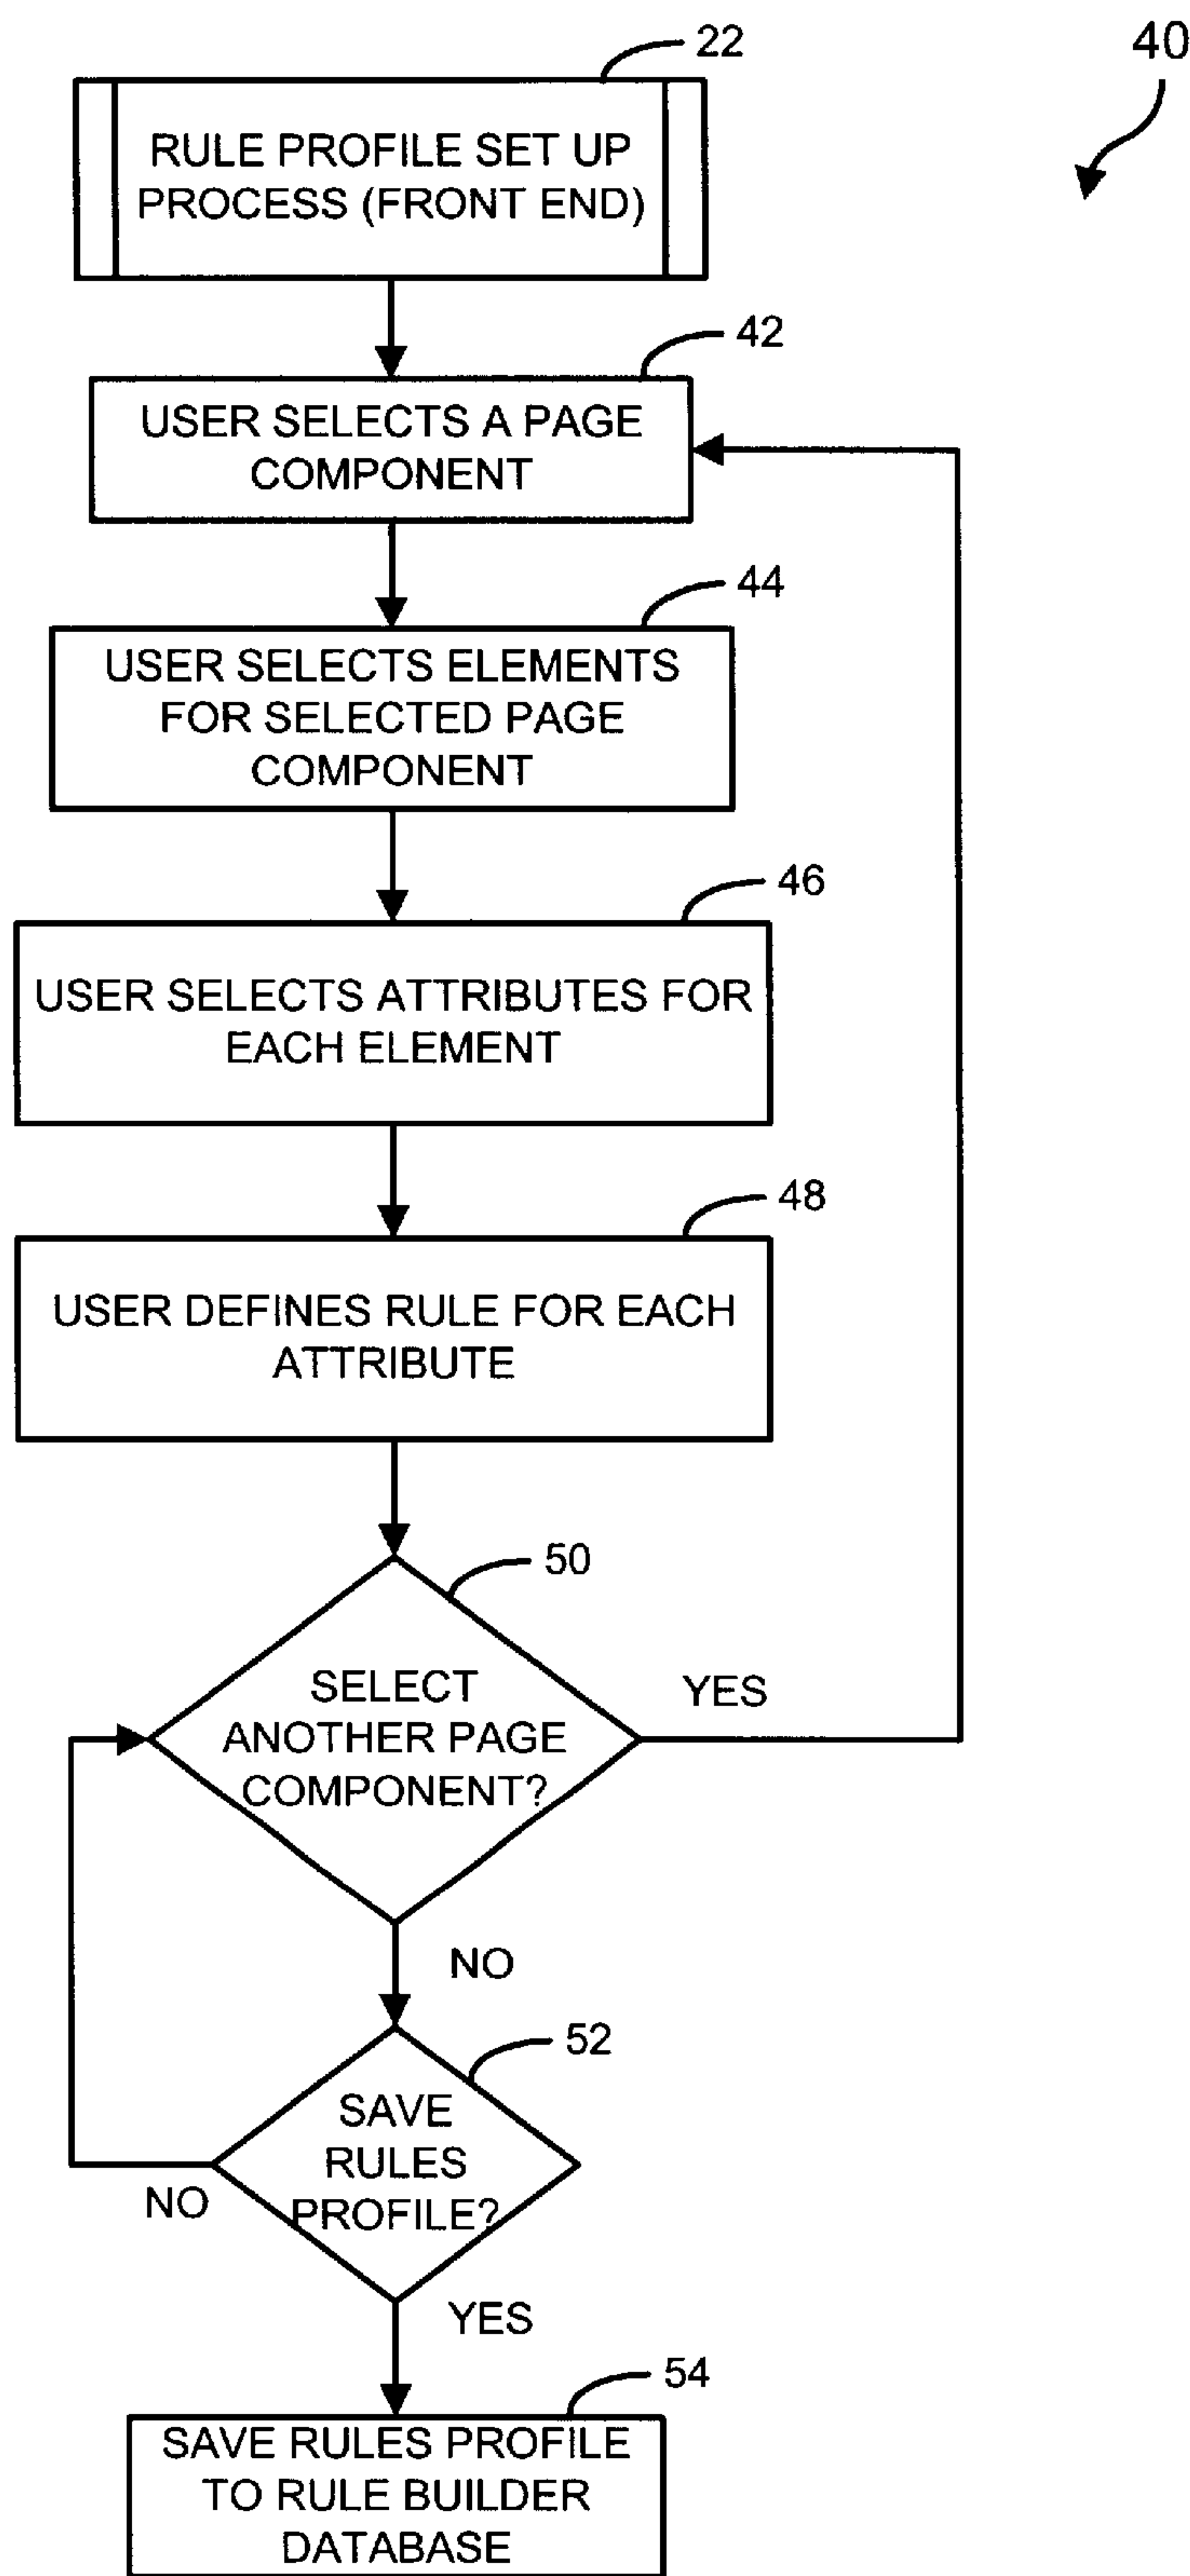 22
40
RULE PROFILE SET UP
PROCESS (FRONT END)
42
USER SELECTS A PAGE
COMPONENT
44
USER SELECTS ELEMENTS
FOR SELECTED PAGE
COMPONENT
46
USER SELECTS ATTRIBUTES FOR
EACH ELEMENT
48
USER DEFINES RULE FOR EACH
ATTRIBUTE
50
SELECT
ANOTHER PAGE
COMPONENT?
YES
NO
52
SAVE
RULES
PROFILE?
NO
YES
54
SAVE RULES PROFILE
TO RULE BUILDER
DATABASE